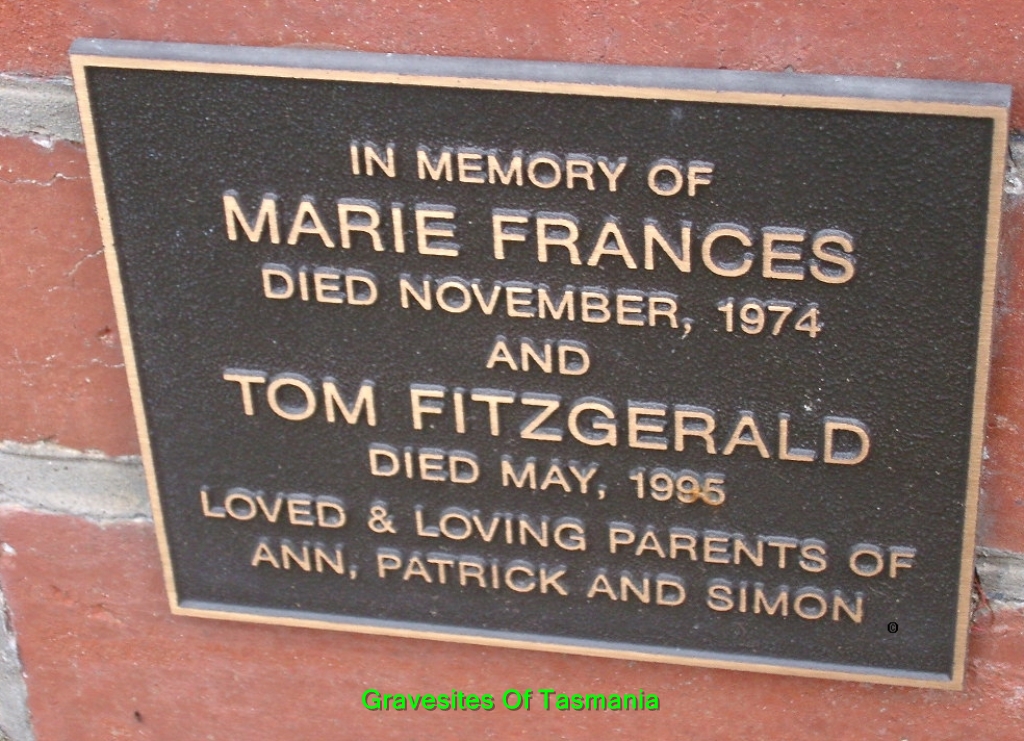 IN MEMORY OF
MARIE FRANCES
DIED NOVEMBER, 1974
AND
TOM FITZGERALD
DIED MAY, 1995
LOVED & LOVING PARENTS OF
ANN, PATRICK AND SIMON
©
Gravesites Of Tasmania